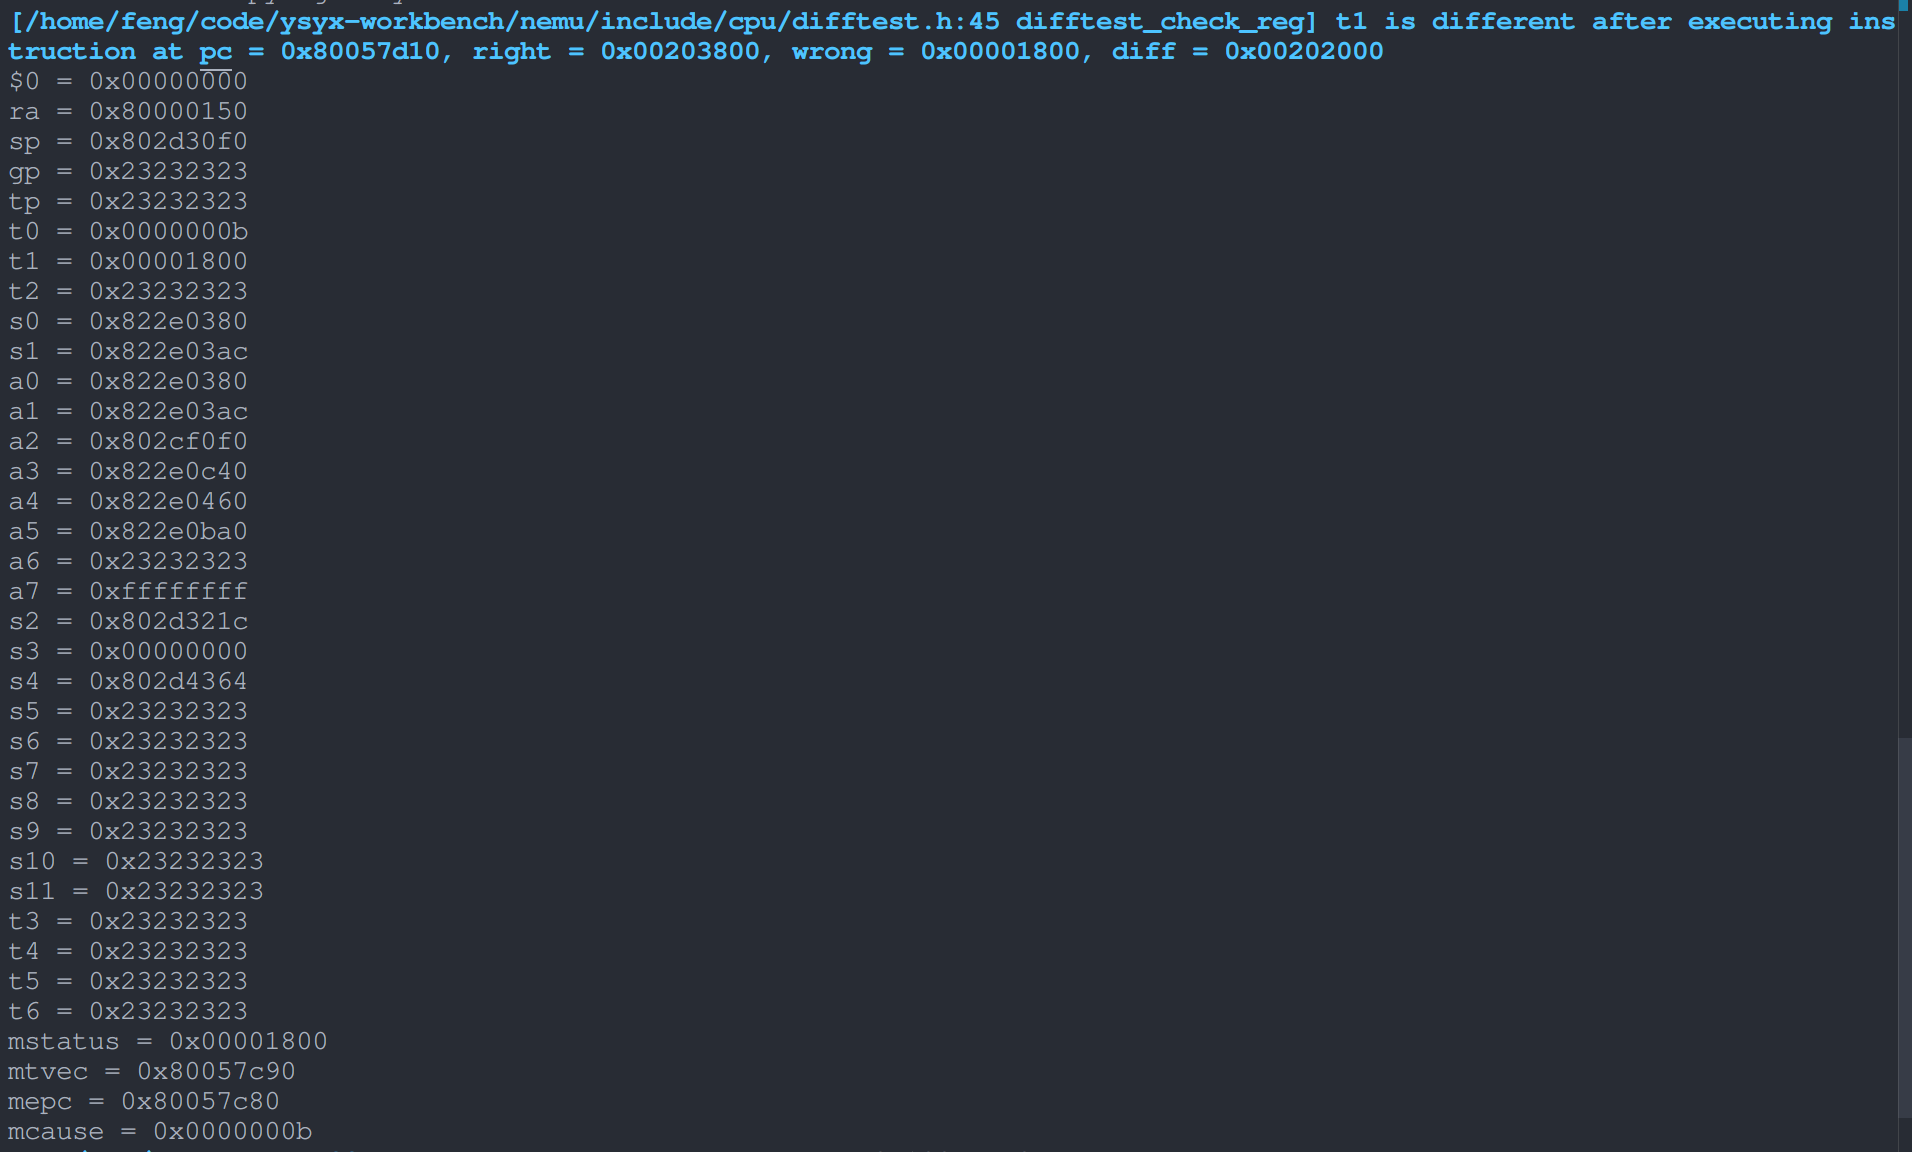 [/home/feng/code/ysyx-workbench/nemu/include/cpu/difftest.h:45 difftest_check_reg] t1 is different after executing ins
truction at pc = 0x80057d10, right = 0x00203800, wrong = 0x00001800, diff = 0x00202000
$0 = 0x00000000
ra = 0x80000150
sp = 0x802d30f0
gp = 0x23232323
tp = 0x23232323
t0 = 0x0000000b
t1 = 0x00001800
t2 = 0x23232323
s0 = 0x822e0380
s1 = 0x822e03ac
a0 = 0x822e0380
a1 = 0x822e03ac
a2 = 0x802cf0f0
a3 = 0x822e0c40
a4 = 0x822e0460
a5 = 0x822e0ba0
a6 = 0x23232323
a7 = 0xffffffff
s2 = 0x802d321c
s3 = 0x00000000
s4 = 0x802d4364
s5 = 0x23232323
s6 = 0x23232323
s7 = 0x23232323
s8 = 0x23232323
s9 = 0x23232323
s10 = 0x23232323
s11 = 0x23232323
t3 = 0x23232323
t4 = 0x23232323
t5 = 0x23232323
t6 = 0x23232323
mstatus = 0x00001800
mtvec = 0x80057c90
mepc = 0x80057c80
mcause = 0x0000000b